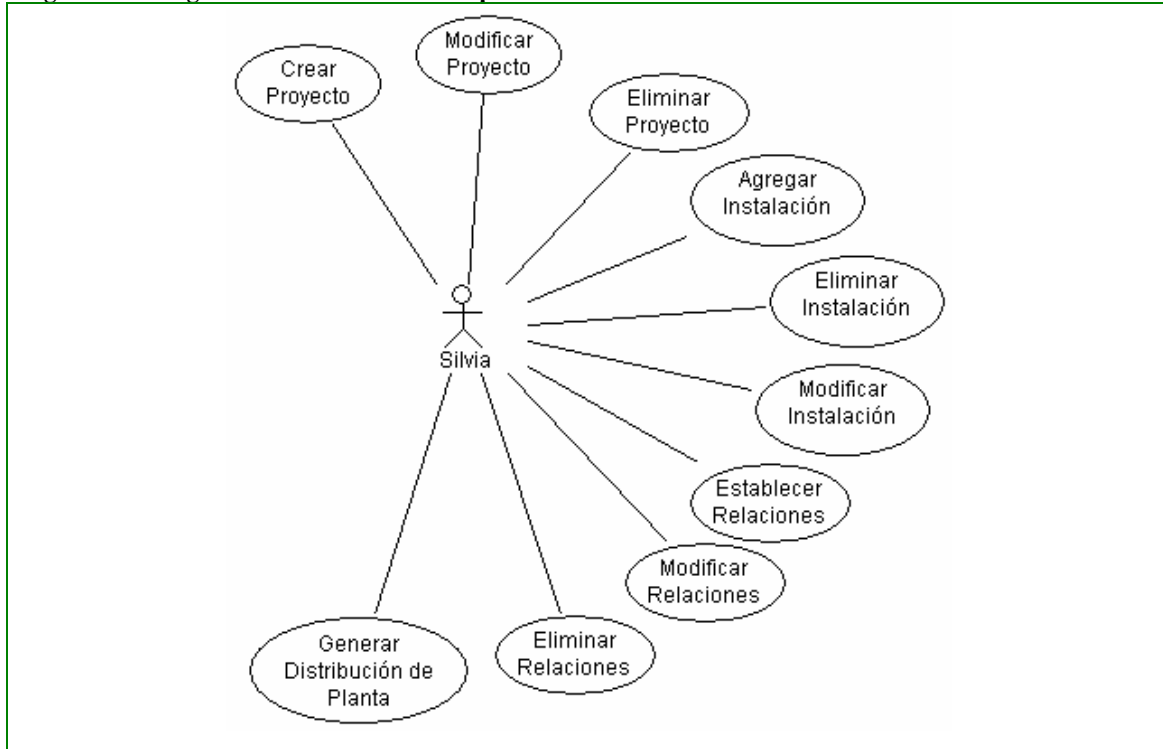 Crear
Proyecto
Modificar
Proyecto
Eliminar
Proyecto
Agregar
Instalación
Eliminar
Instalación
Modificar
Instalación
Silvia
Establecer
Relaciones
Modificar
Relaciones
Eliminar
Relaciones
Generar
Distribución de
Planta